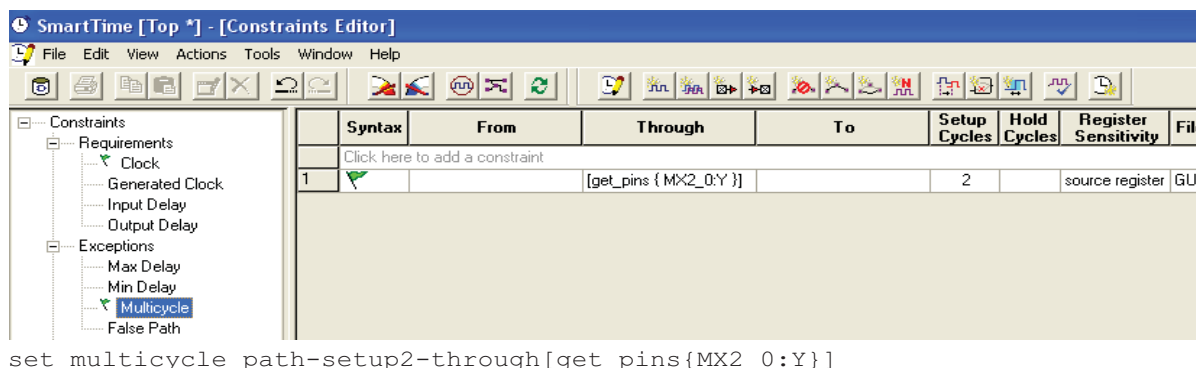 SmartTime [Top *] - [Constraints Editor]
File Edit View Actions Tools Window Help
Constraints
Requirements
Clock
Generated Clock
Input Delay
Output Delay
Exceptions
Max Delay
Min Delay
Multicycle
False Path
Syntax From Through To Setup Cycles Hold Cycles Register Sensitivity
Click here to add a constraint
1 [get_pins { MX2_0:Y }] 2 source register GU
set multicycle path-setup2-through[get pins{MX2 0:Y}]